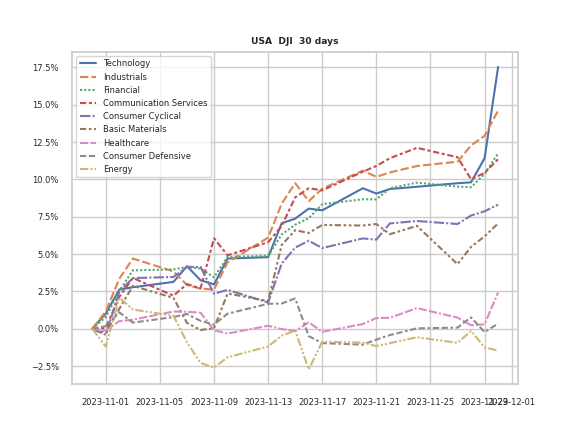 USA DJI 30 days
Technology
Industrials
Financial
Communication Services
Consumer Cyclical
Basic Materials
Healthcare
Consumer Defensive
Energy
17.5%
15.0%
12.5%
10.0%
7.5%
5.0%
2.5%
0.0%
−2.5%
2023-11-01 2023-11-05 2023-11-09 2023-11-13 2023-11-17 2023-11-21 2023-11-25 2023-11-29 2023-12-01